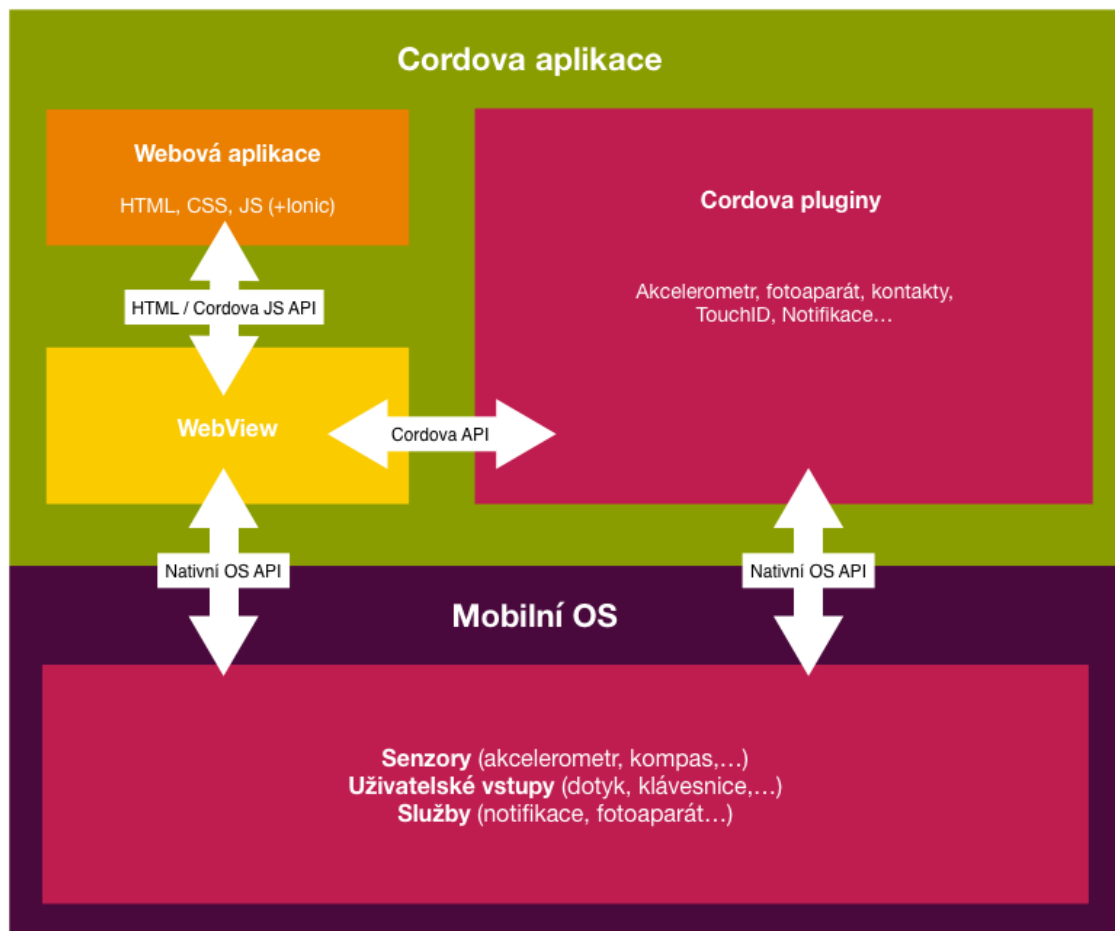 Cordova aplikace
Webová aplikace
HTML, CSS, JS (+Ionic)
HTML / Cordova JS API
WebView
Cordova API
Cordova pluginy
Akcelerometr, fotoaparát, kontakty,
TouchID, Notifikace…
Nativní OS API
Nativní OS API
Mobilní OS
Senzory (akcelerometr, kompas,…)
Uživatelské vstupy (dotyk, klávesnice,…)
Služby (notifikace, fotoaparát…)